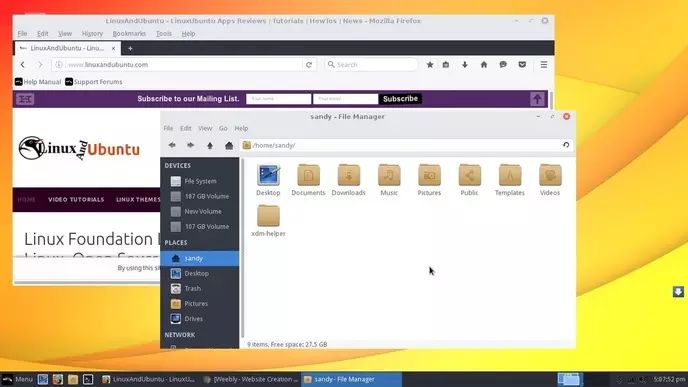 LinuxAndUbuntu - LinuxUbuntu Apps Reviews | Tutorials | HowTos | News - Mozilla Firefox
File Edit View History Bookmarks Tools Help
LinuxAndUbuntu - Linu...
www.linuxandubuntu.com
Search
Help Manual Support Forums
Subscribe to our Mailing List. Your name Your email Subscribe
Linux And Ubuntu
HOME VIDEO TUTORIALS LINUX THEMES
Linux Foundation
Linux, Open Sour
By using this sit
sandy - File Manager
File Edit View Go Help
/home/sandy/
DEVICES
File System
187 GB Volume
New Volume
107 GB Volume
PLACES
sandy
Desktop
Trash
Pictures
Drives
NETWORK
Desktop Documents Downloads Music Pictures Public Templates Videos
xdm-helper
9 items, Free space: 27.5 GB
Menu LinuxAndUbuntu - LinuxU... [Weebly - Website Creation ... sandy - File Manager 5:07:52 pm